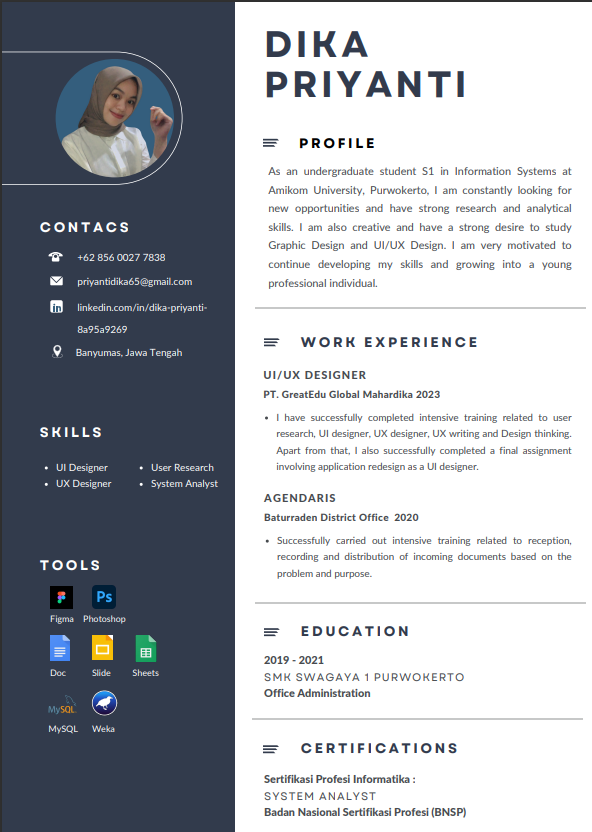 DIKA
PRIYANTI
CONTACS
+62 856 0027 7838
priyantidika65@gmail.com
linkedin.com/in/dika-priyanti-
8a95a9269
Banyumas, Jawa Tengah
SKILLS
• UI Designer
• UX Designer
• User Research
• System Analyst
TOOLS
Ps
Figma Photoshop
Doc Slide Sheets
MySQL
MySQL Weka
PROFILE
As an undergraduate student S1 in Information Systems at
Amikom University, Purwokerto, I am constantly looking for
new opportunities and have strong research and analytical
skills. I am also creative and have a strong desire to study
Graphic Design and UI/UX Design. I am very motivated to
continue developing my skills and growing into a young
professional individual.
WORK EXPERIENCE
UI/UX DESIGNER
PT. GreatEdu Global Mahardika 2023
• I have successfully completed intensive training related to user
research, UI designer, UX designer, UX writing and Design thinking.
Apart from that, I also successfully completed a final assignment
involving application redesign as a UI designer.
AGENDARIS
Baturraden District Office 2020
• Successfully carried out intensive training related to reception,
recording and distribution of incoming documents based on the
problem and purpose.
EDUCATION
2019 - 2021
SMK SWAGAYA 1 PURWOKERTO
Office Administration
CERTIFICATIONS
Sertifikasi Profesi Informatika :
SYSTEM ANALYST
Badan Nasional Sertifikasi Profesi (BNSP)